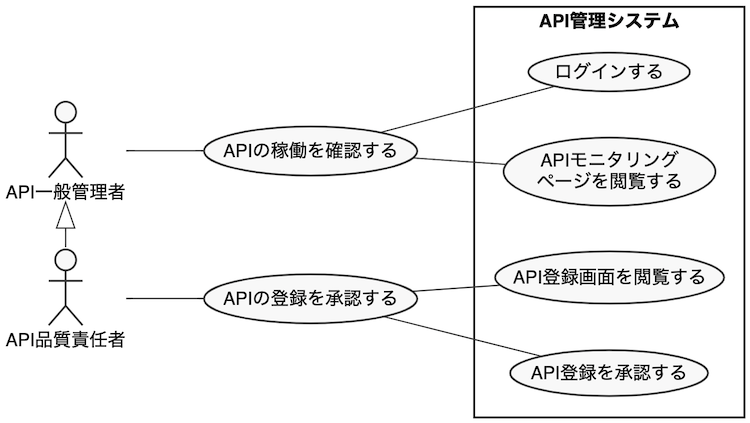 API管理システム
ログインする
APIの稼働を確認する
APIモニタリング
ページを閲覧する
API一般管理者
API登録画面を閲覧する
APIの登録を承認する
API品質責任者
API登録を承認する